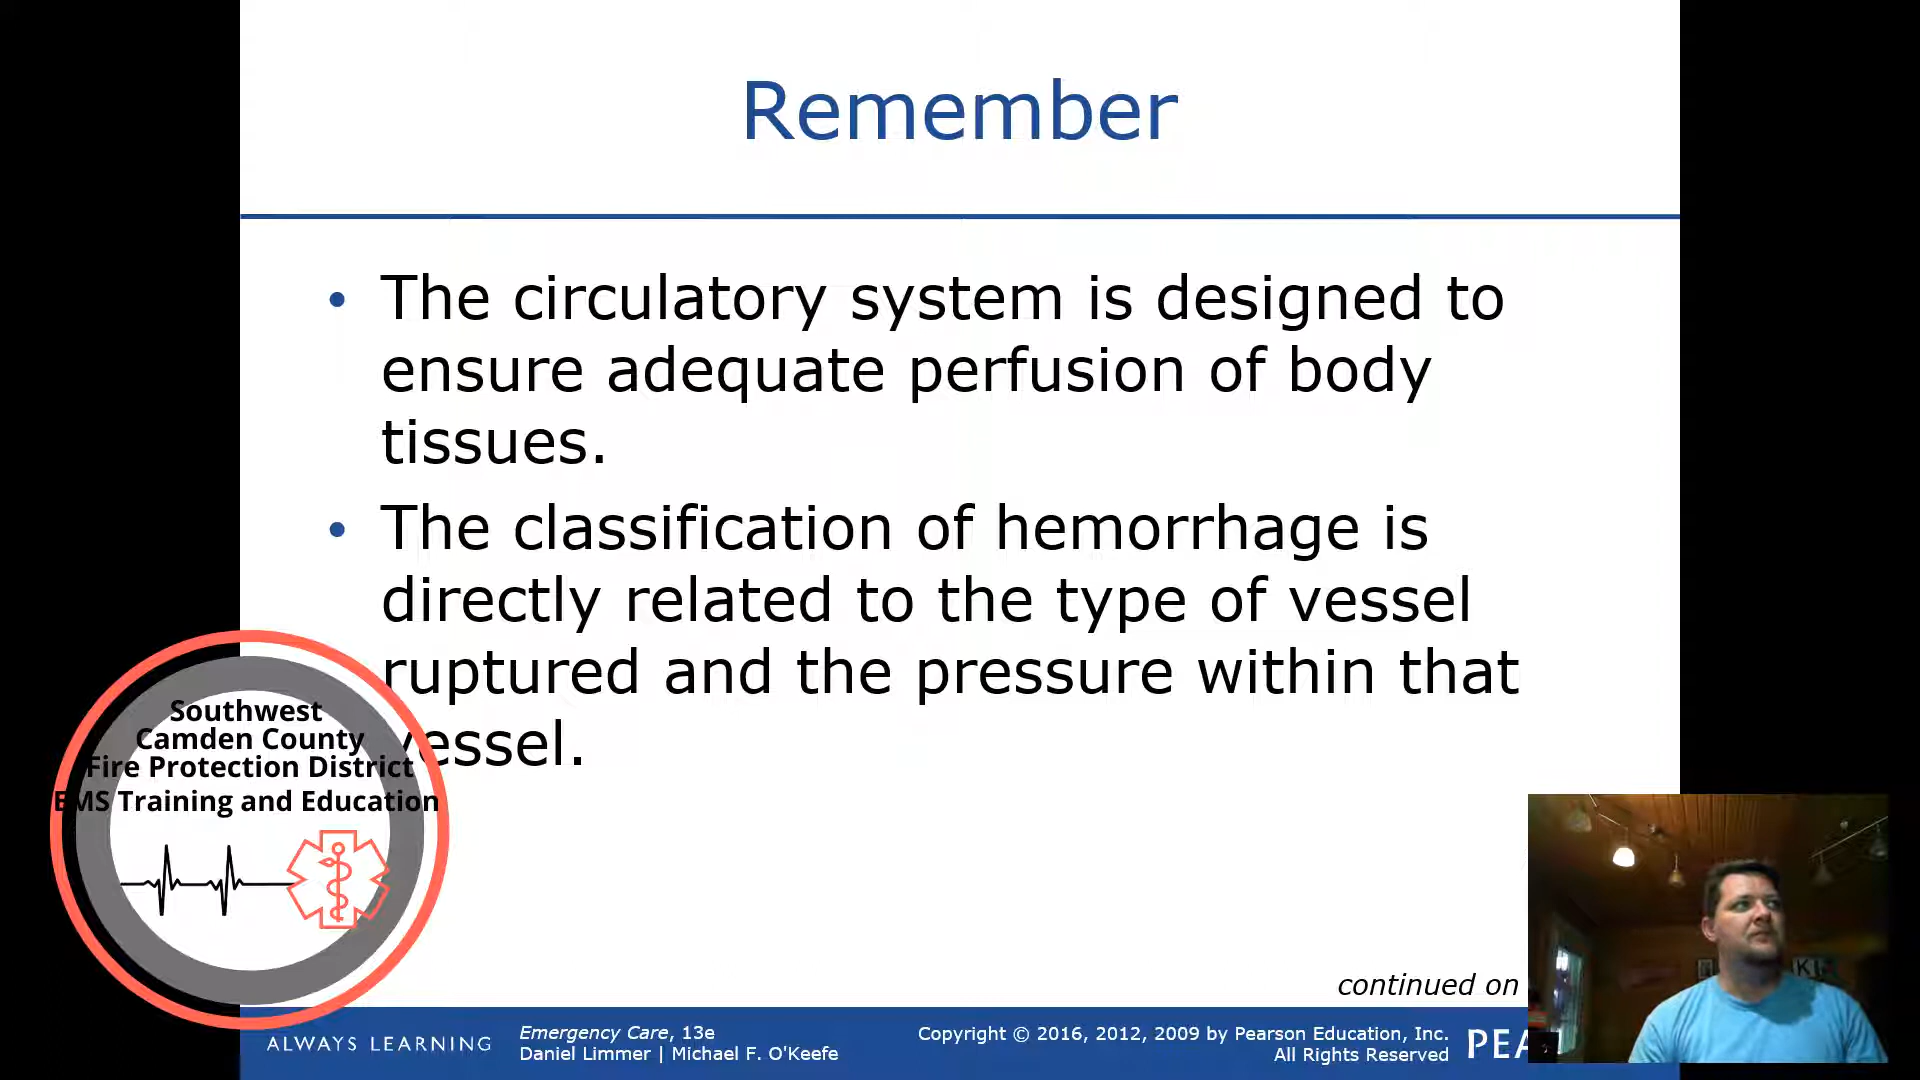 Remember
• The circulatory system is designed to
ensure adequate perfusion of body
tissues.
• The classification of hemorrhage is
directly related to the type of vessel
ruptured and the pressure within that
vessel.
Southwest
Camden County
Fire Protection District
EMS Training and Education
continued on
ALWAYS LEARNING
Emergency Care, 13e
Daniel Limmer | Michael F. O'Keefe
Copyright © 2016, 2012, 2009 by Pearson Education, Inc.
All Rights Reserved